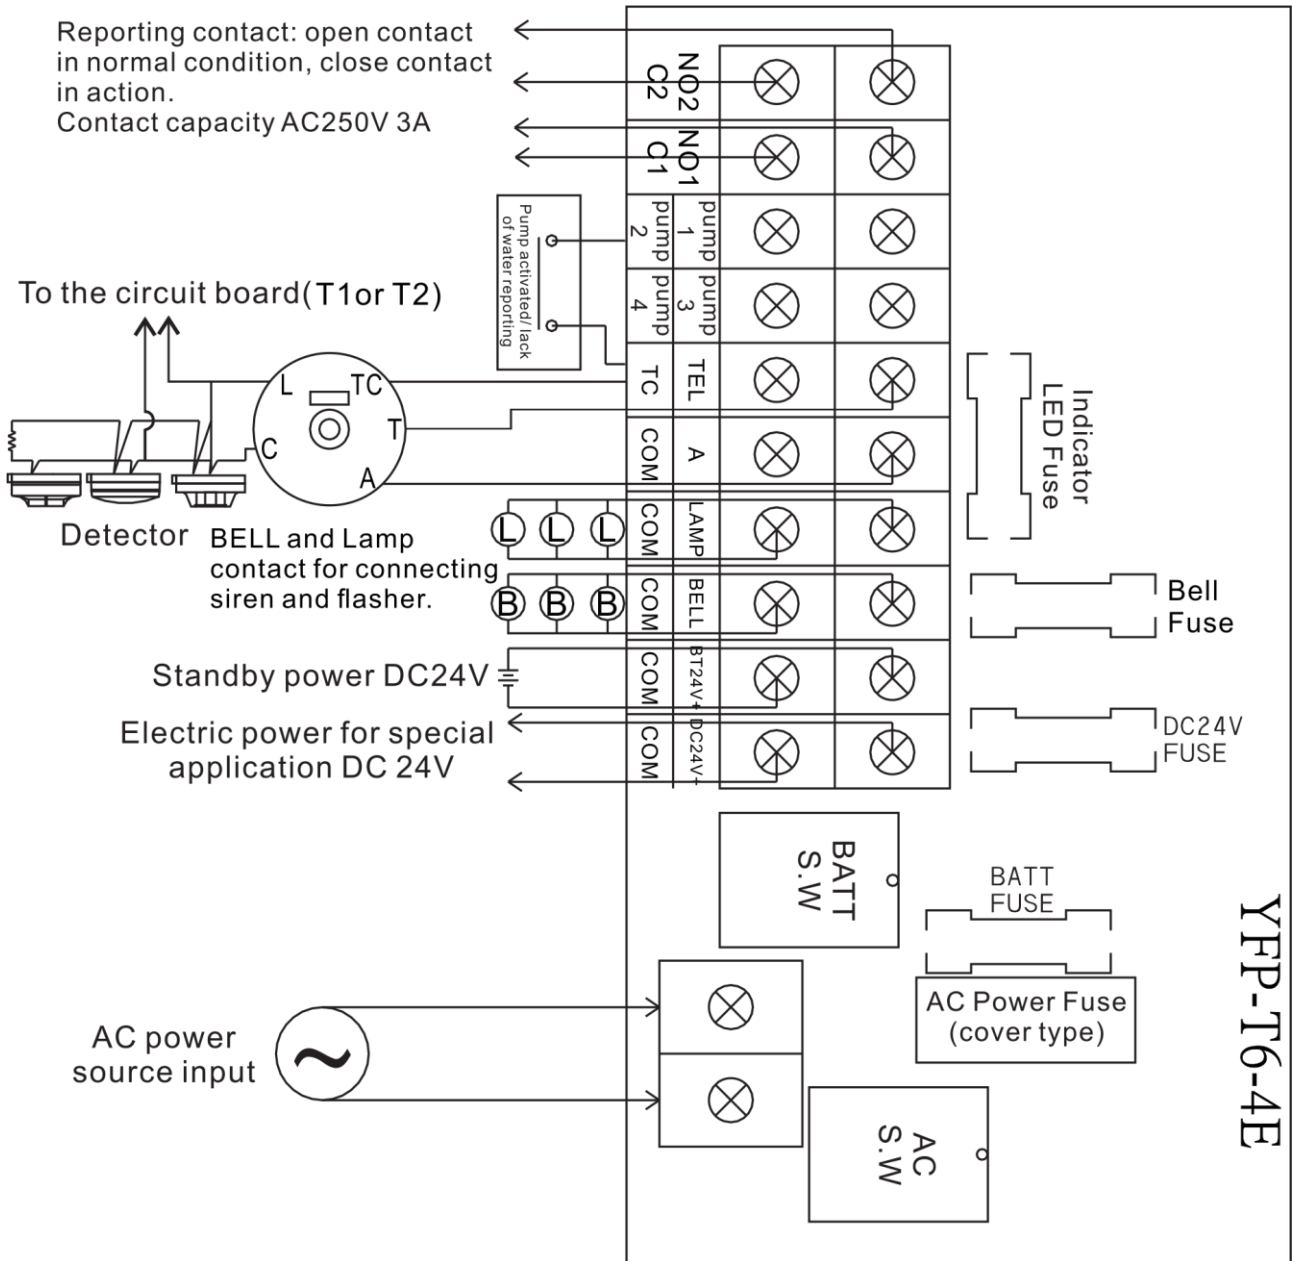 Reporting contact: open contact
in normal condition, close contact
in action.
Contact capacity AC250V 3A
NO2
C2
NO1
C1
pump
1
pump
2
pump
3
pump
4
Pump activated/ lack
of water reporting
To the circuit board(T1or T2)
L
TC
T
C
A
TEL
TC
A
COM
LAMP
COM
BELL
COM
BT24V+
COM
DC24V+
COM
Detector
BELL and Lamp
contact for connecting
siren and flasher.
L
L
L
B
B
B
Standby power DC24V
Electric power for special
application DC 24V
Indicator
LED Fuse
Bell
Fuse
DC24V
FUSE
BATT
S.W
BATT
FUSE
AC Power Fuse
(cover type)
AC power
source input
AC
S.W
YFP-T6-4E